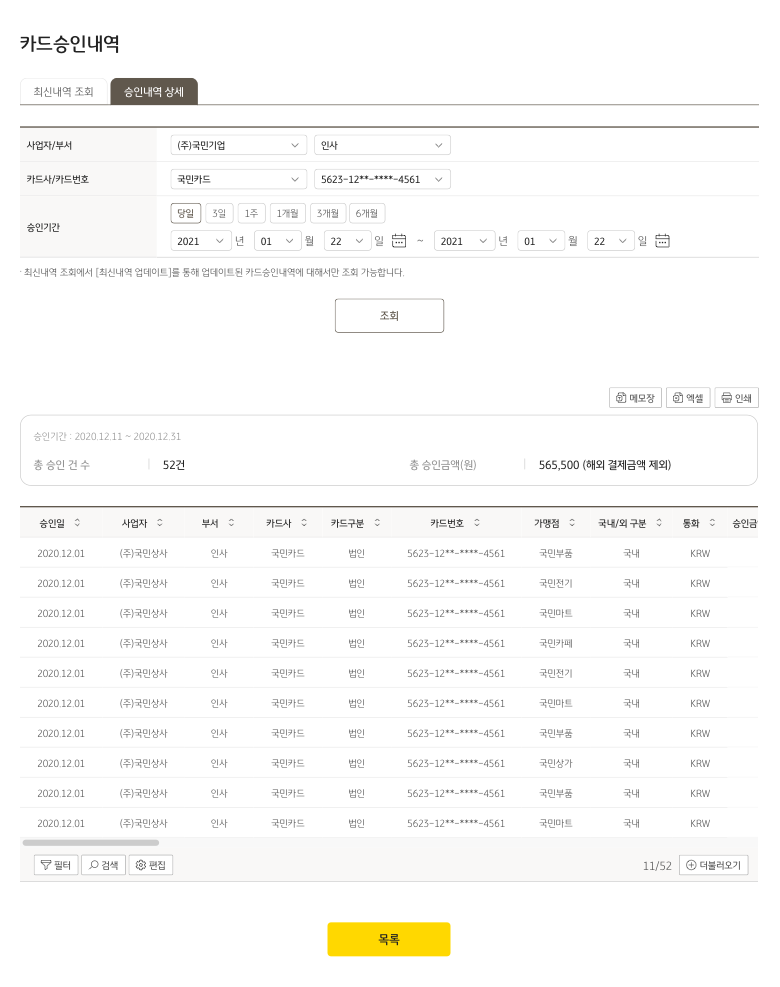 카드승인내역
최신내역 조회 승인내역 상세
사업자/부서 (주)국민기업 인사
카드사/카드번호 국민카드 5623-12**-****-4561
승인기간 당일 3일 1주 1개월 3개월 6개월
2021 년 01 월 22 일 ~ 2021 년 01 월 22 일
· 최신내역 조회에서 [최신내역 업데이트]를 통해 업데이트된 카드승인내역에 대해서만 조회 가능합니다.
조회
메모장 엑셀 인쇄
승인기간 : 2020.12.11 ~ 2020.12.31
총 승인 건 수 52건 총 승인금액(원) 565,500 (해외 결제금액 제외)
승인일 사업자 부서 카드사 카드구분 카드번호 가맹점 국내/외 구분 통화 승인금
2020.12.01 (주)국민상사 인사 국민카드 법인 5623-12**-****-4561 국민부품 국내 KRW
2020.12.01 (주)국민상사 인사 국민카드 법인 5623-12**-****-4561 국민전기 국내 KRW
2020.12.01 (주)국민상사 인사 국민카드 법인 5623-12**-****-4561 국민마트 국내 KRW
2020.12.01 (주)국민상사 인사 국민카드 법인 5623-12**-****-4561 국민카페 국내 KRW
2020.12.01 (주)국민상사 인사 국민카드 법인 5623-12**-****-4561 국민전기 국내 KRW
2020.12.01 (주)국민상사 인사 국민카드 법인 5623-12**-****-4561 국민마트 국내 KRW
2020.12.01 (주)국민상사 인사 국민카드 법인 5623-12**-****-4561 국민부품 국내 KRW
2020.12.01 (주)국민상사 인사 국민카드 법인 5623-12**-****-4561 국민상가 국내 KRW
2020.12.01 (주)국민상사 인사 국민카드 법인 5623-12**-****-4561 국민부품 국내 KRW
2020.12.01 (주)국민상사 인사 국민카드 법인 5623-12**-****-4561 국민마트 국내 KRW
필터 검색 편집 11/52 더불러오기
목록